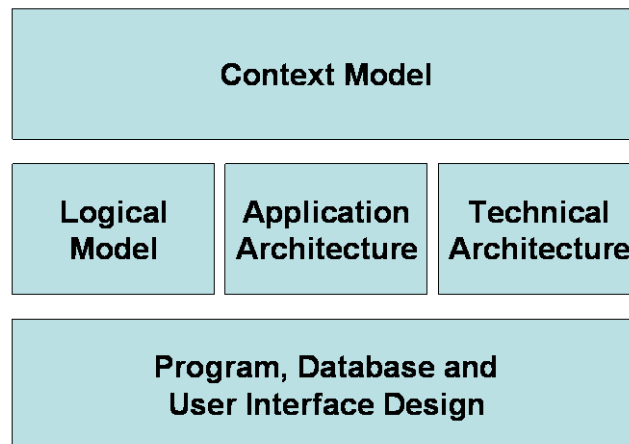 Context Model
Logical
Model
Application
Architecture
Technical
Architecture
Program, Database and
User Interface Design